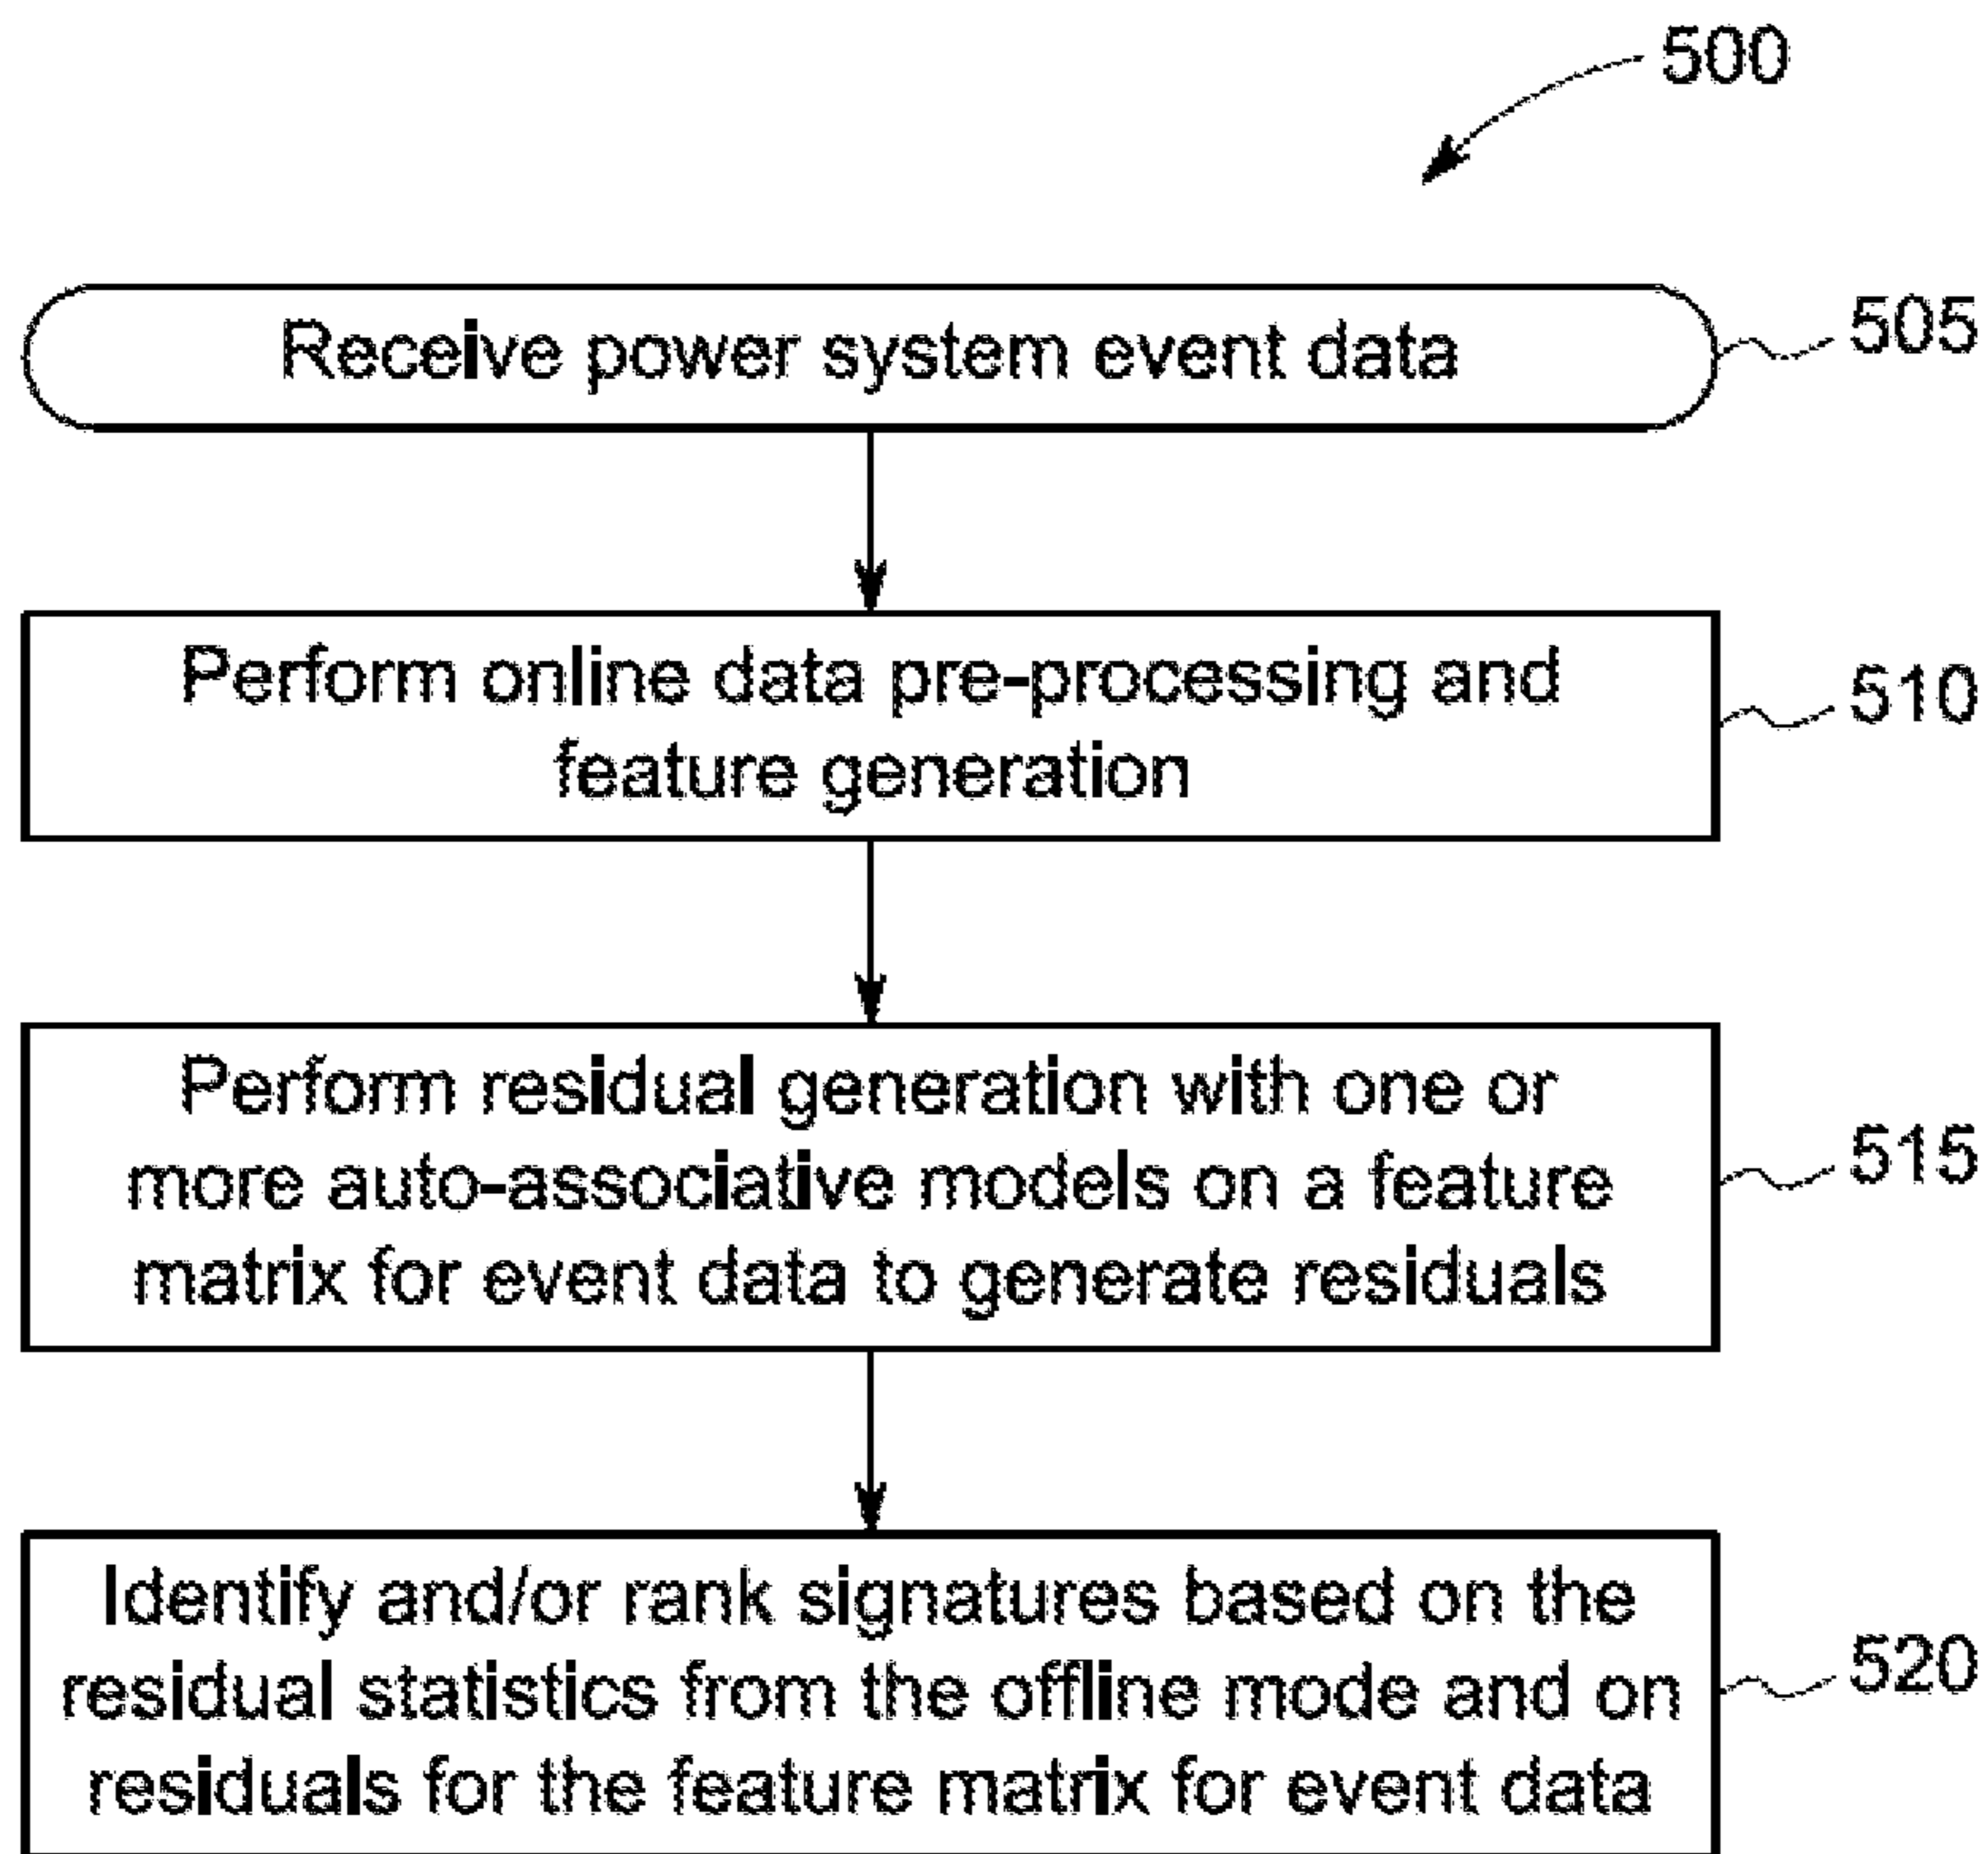 500
Receive power system event data
505
Perform online data pre-processing and
feature generation
510
Perform residual generation with one or
more auto-associative models on a feature
matrix for event data to generate residuals
515
Identify and/or rank signatures based on the
residual statistics from the offline mode and on
residuals for the feature matrix for event data
520